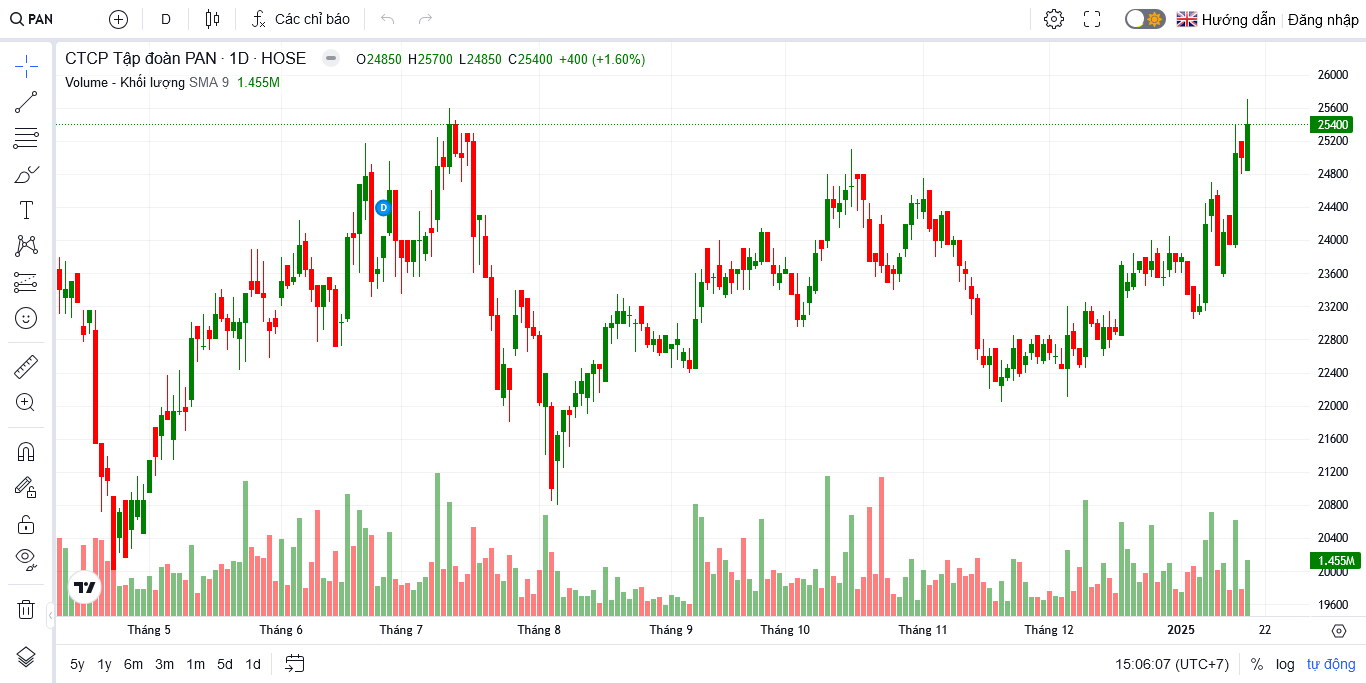 PAN D Các chỉ báo Hướng dẫn Đăng nhập
CTCP Tập đoàn PAN · 1D · HOSE O24850 H25700 L24850 C25400 +400 (+1.60%)
Volume - Khối lượng SMA 9 1.455M
26000
25600
25400
25200
24800
24400
D
24000
23600
23200
22800
22400
22000
21600
21200
20800
20400
1.455M
20000
19600
Tháng 5 Tháng 6 Tháng 7 Tháng 8 Tháng 9 Tháng 10 Tháng 11 Tháng 12 2025 22
5y 1y 6m 3m 1m 5d 1d 15:06:07 (UTC+7) % log tự động